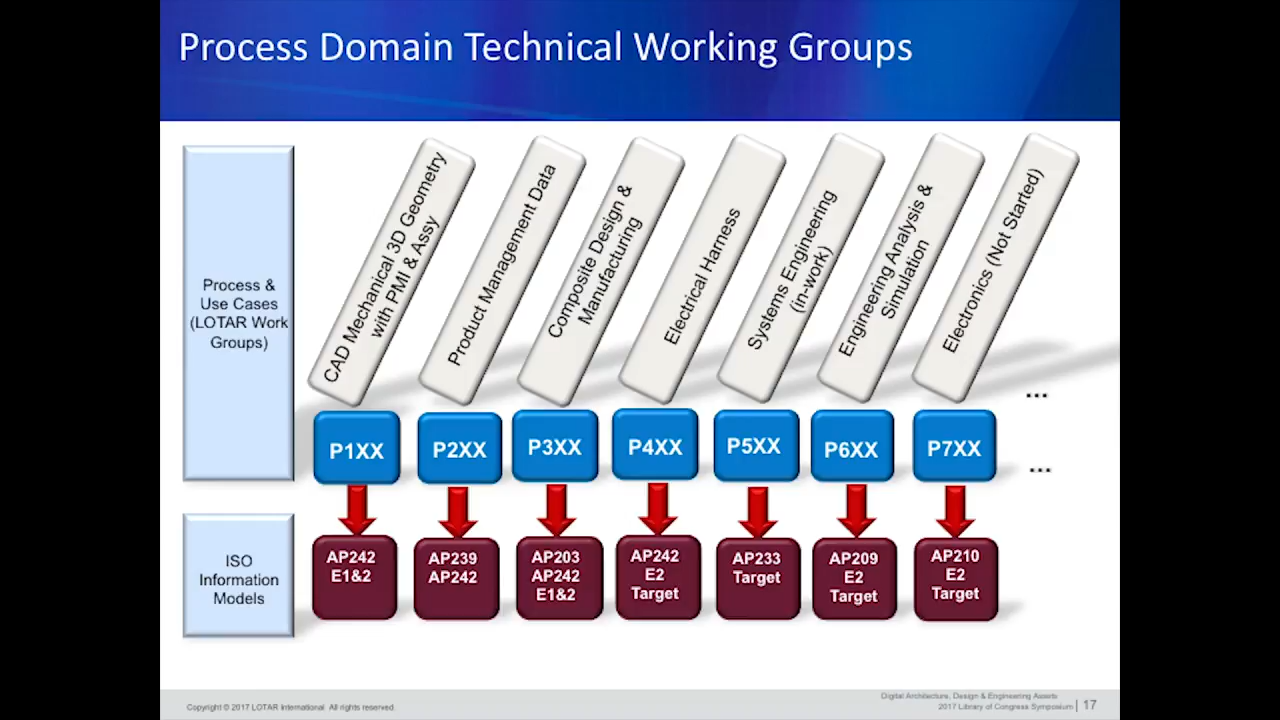 Process Domain Technical Working Groups
Process &
Use Cases
(LOTAR Work
Groups)
CAD Mechanical 3D Geometry
with PMI & Assy
Product Management Data
Composite Design &
Manufacturing
Electrical Harness
Systems Engineering
(in-work)
Engineering Analysis &
Simulation
Electronics (Not Started)
...
P1XX
P2XX
P3XX
P4XX
P5XX
P6XX
P7XX
...
ISO
Information
Models
AP242
E1&2
AP239
AP242
AP203
AP242
E1&2
AP242
E2
Target
AP233
Target
AP209
E2
Target
AP210
E2
Target
Copyright © 2017 LOTAR International All rights reserved.
Digital Architecture, Design & Engineering Assets
2017 Library of Congress Symposium | 17